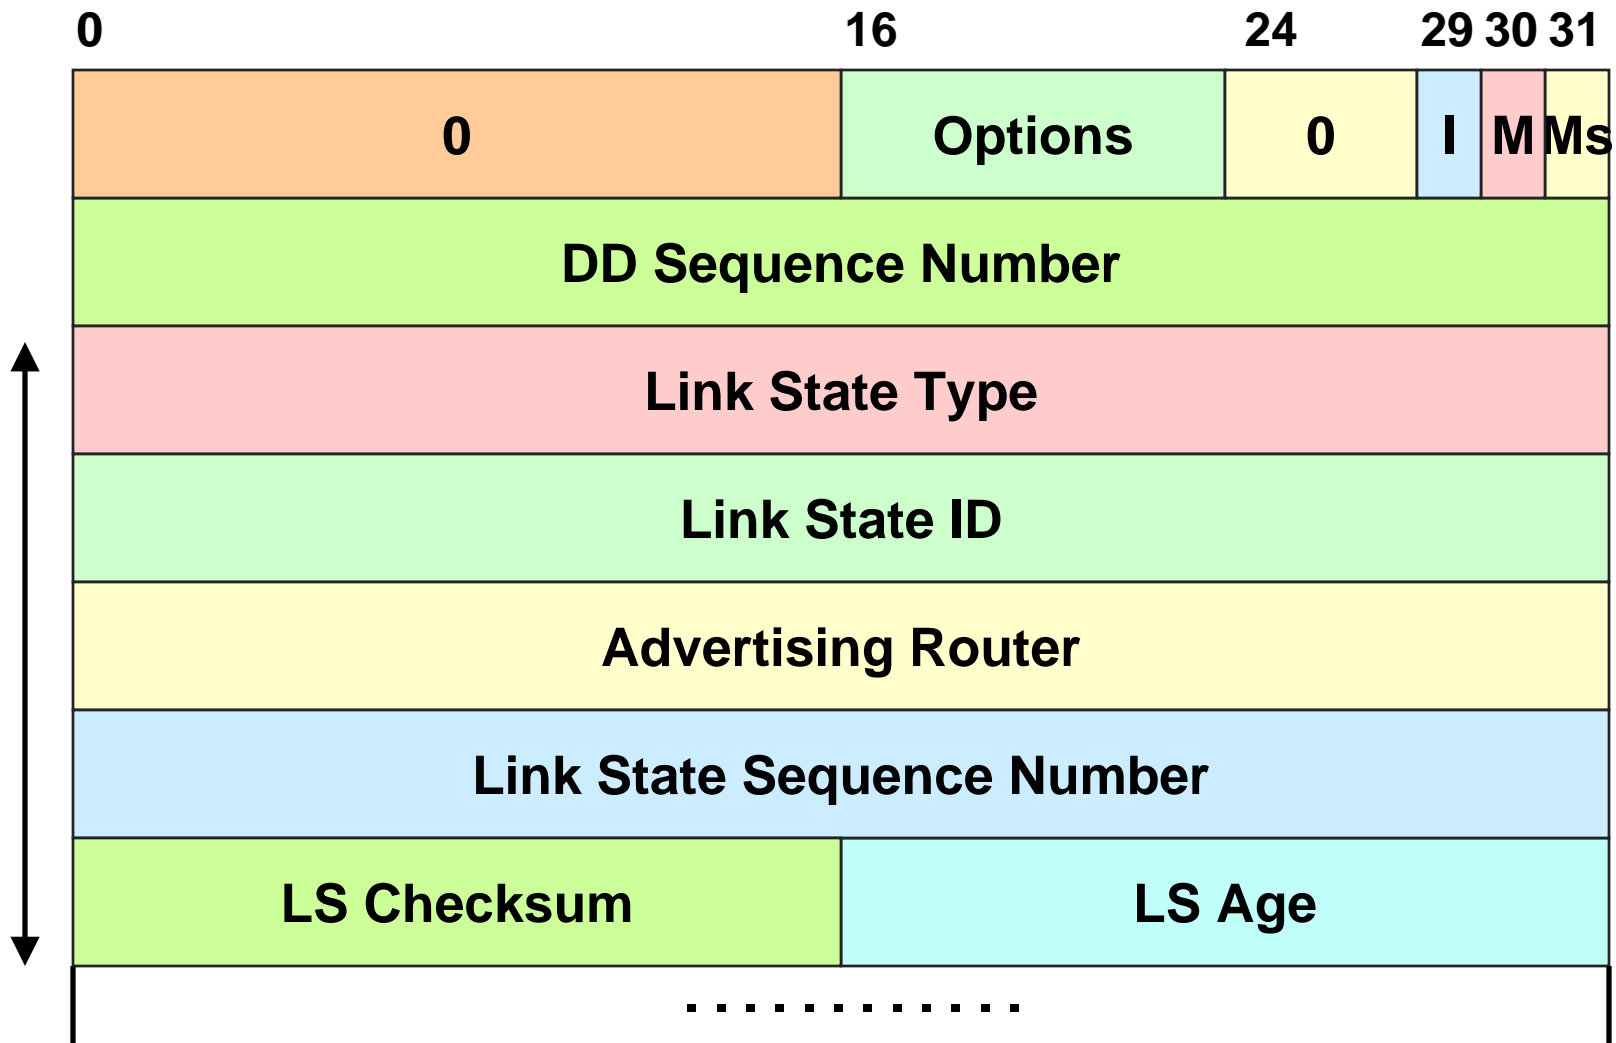 0 16 24 29 30 31
0 Options 0 I M Ms
DD Sequence Number
Link State Type
Link State ID
Advertising Router
Link State Sequence Number
LS Checksum LS Age
............